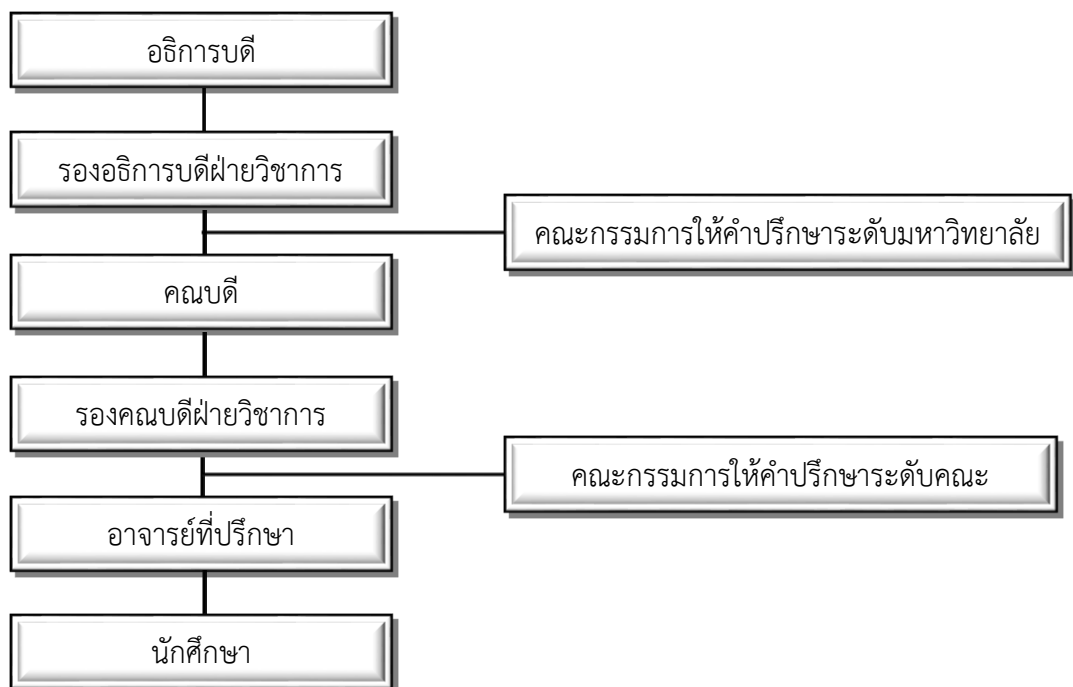 อธิการบดี
รองอธิการบดีฝ่ายวิชาการ
คณะกรรมการให้คำปรึกษาระดับมหาวิทยาลัย
คณบดี
รองคณบดีฝ่ายวิชาการ
คณะกรรมการให้คำปรึกษาระดับคณะ
อาจารย์ที่ปรึกษา
นักศึกษา